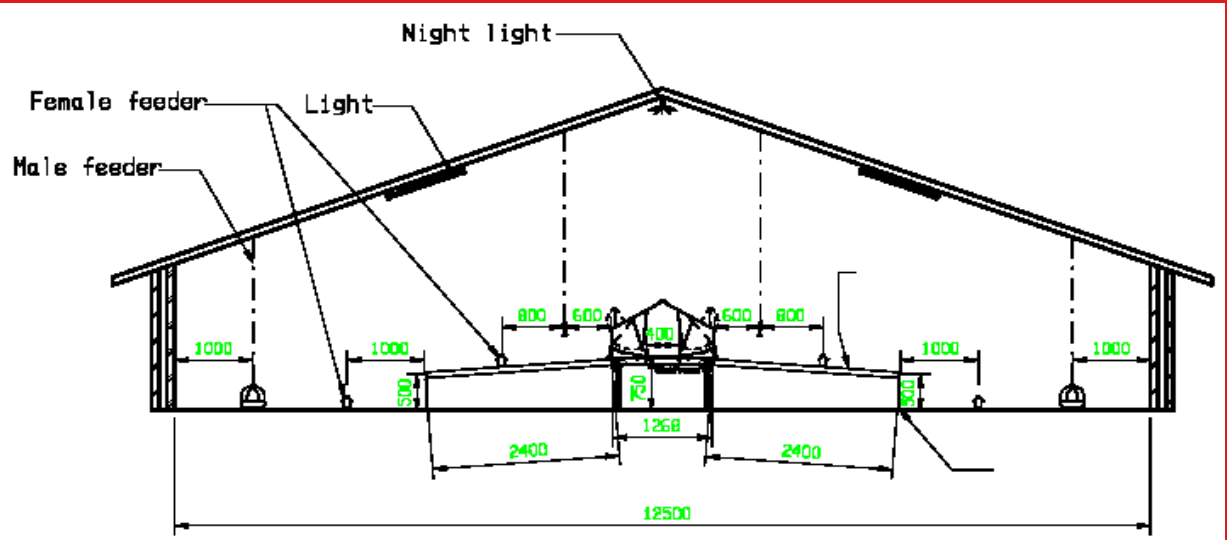 Night light
Female feeder
Light
Male feeder
800 600 600 800
400
1000 1000 1000 1000
500 750 500
1268
2400 2400
12500